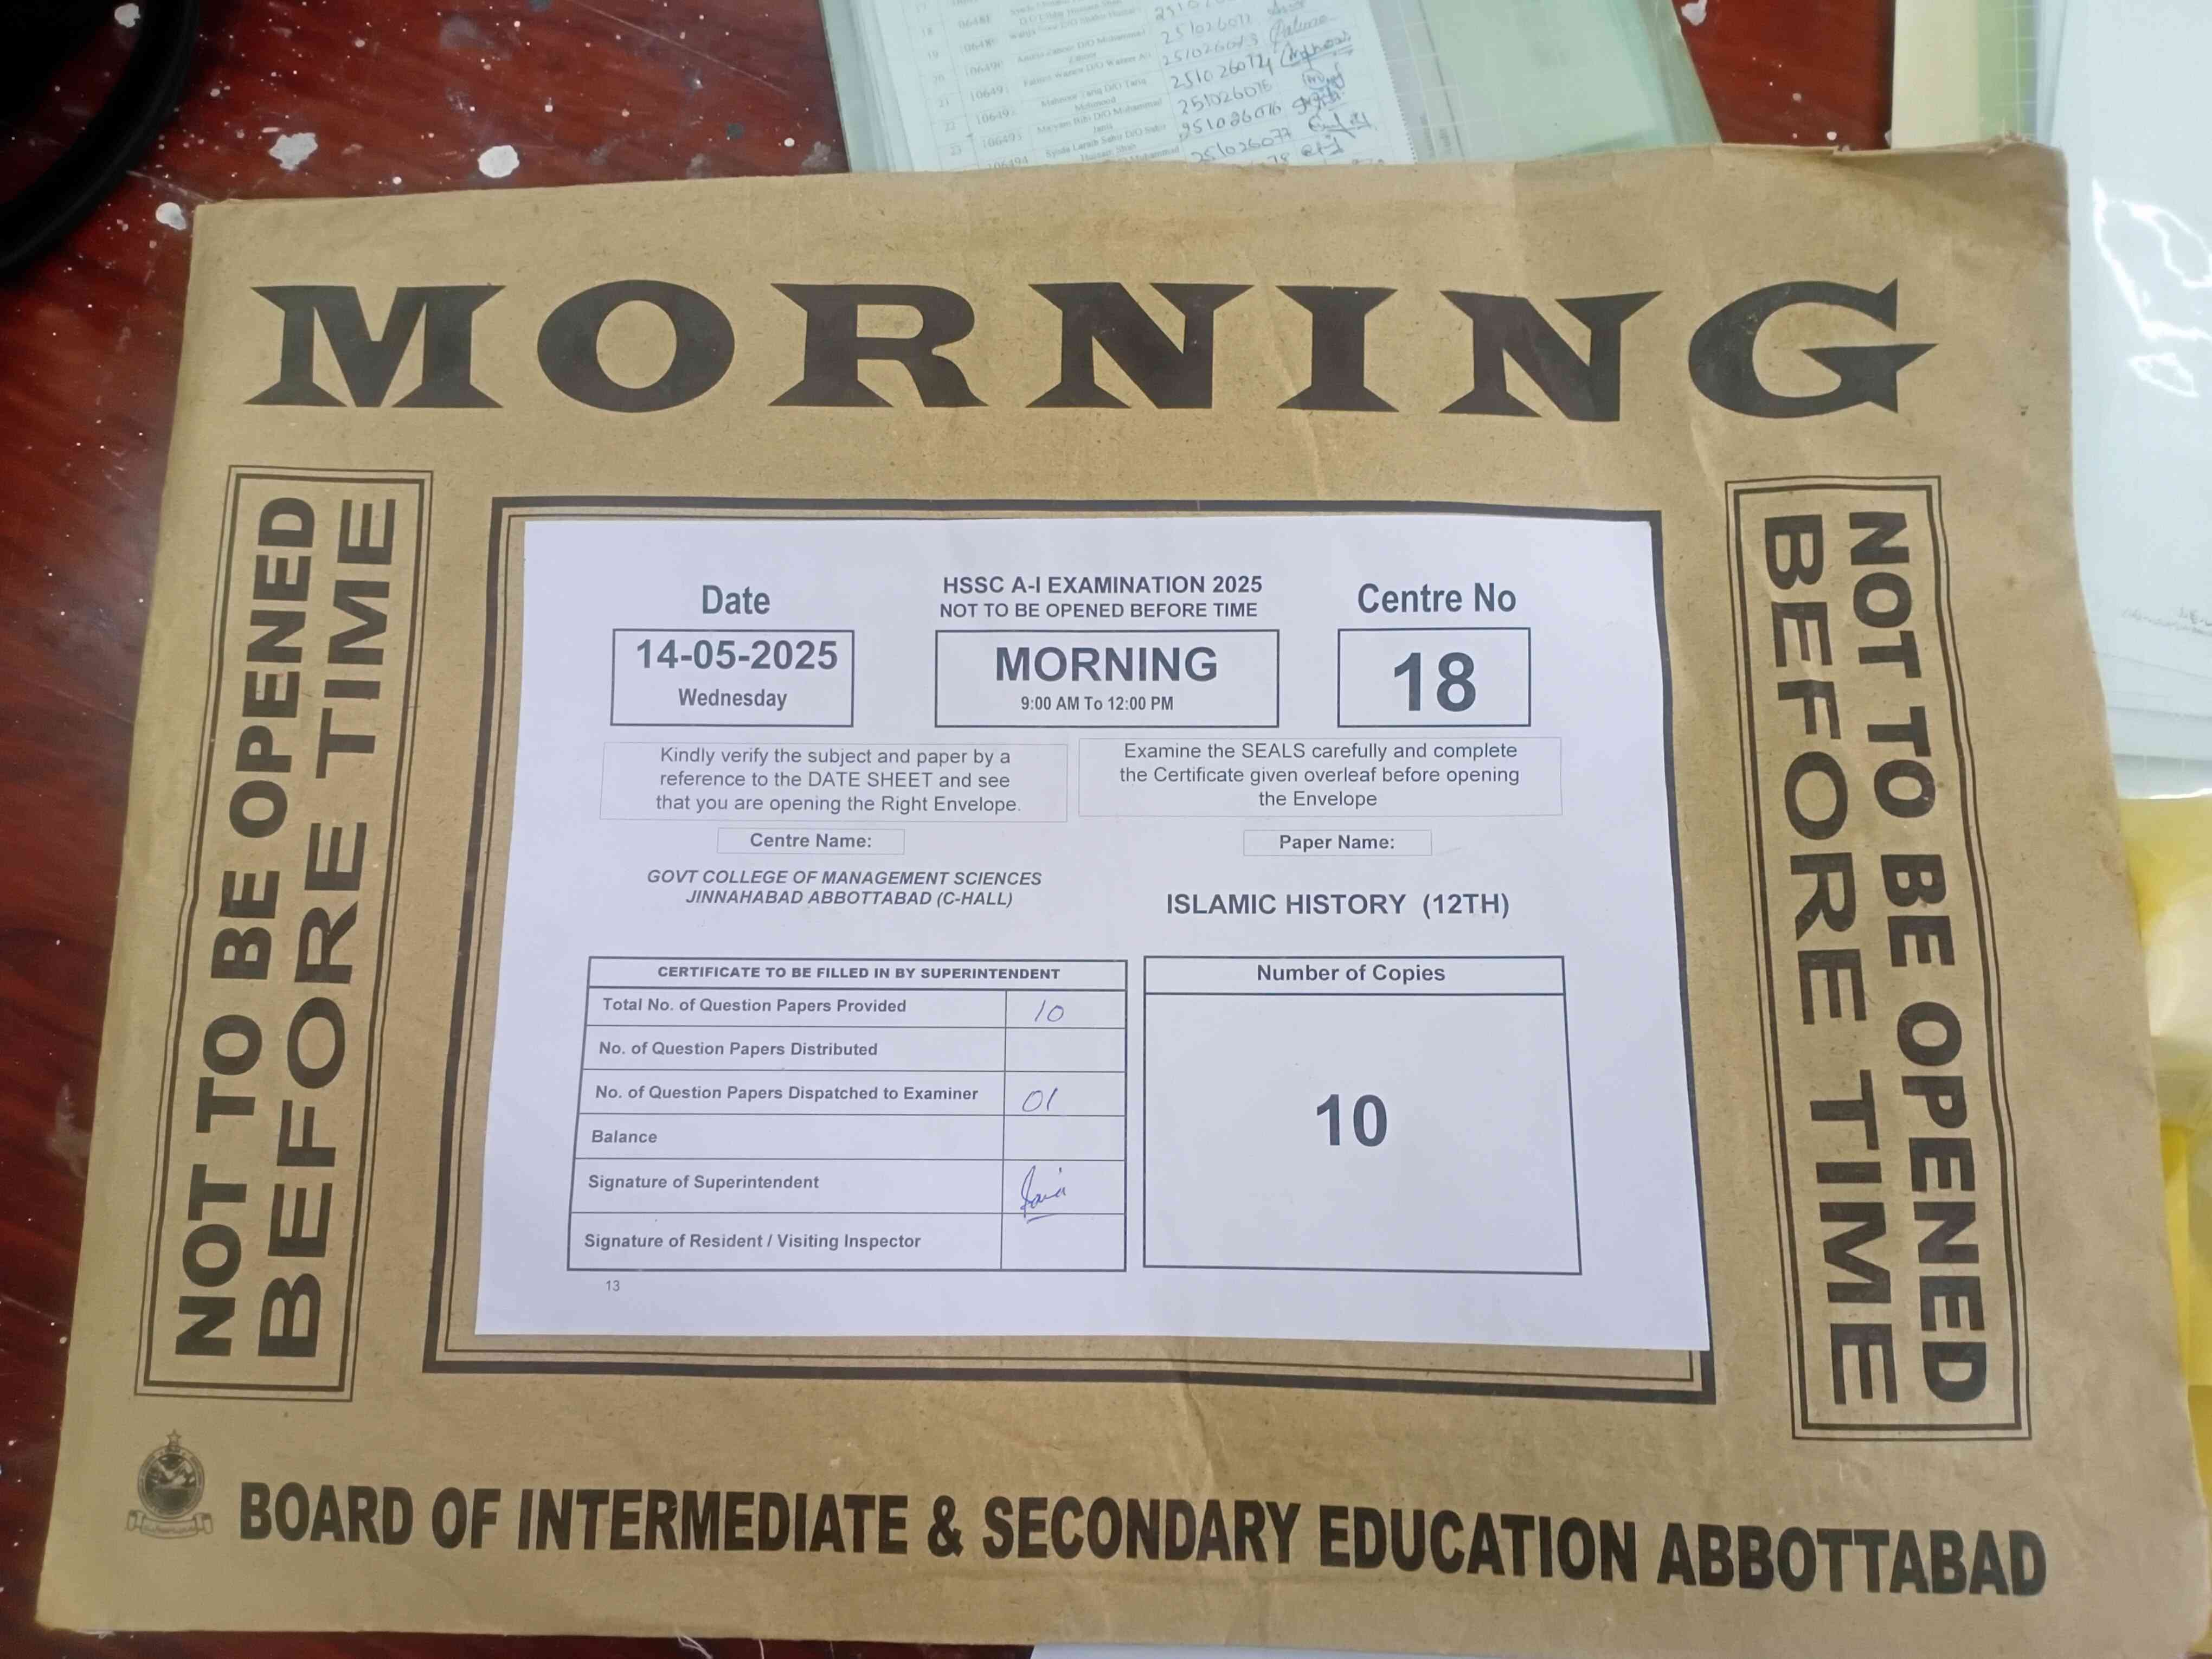 251026072
251026073
251026074
251026075
251026076
251026077
MORNING
NOT TO BE OPENED
BEFORE TIME
Date
14-05-2025
Wednesday
HSSC A-I EXAMINATION 2025
NOT TO BE OPENED BEFORE TIME
MORNING
9:00 AM To 12:00 PM
Centre No
18
Kindly verify the subject and paper by a
reference to the DATE SHEET and see
that you are opening the Right Envelope.
Examine the SEALS carefully and complete
the Certificate given overleaf before opening
the Envelope
Centre Name:
GOVT COLLEGE OF MANAGEMENT SCIENCES
JINNAHABAD ABBOTTABAD (C-HALL)
Paper Name:
ISLAMIC HISTORY (12TH)
CERTIFICATE TO BE FILLED IN BY SUPERINTENDENT
Total No. of Question Papers Provided 10
No. of Question Papers Distributed
No. of Question Papers Dispatched to Examiner 01
Balance
Signature of Superintendent
Signature of Resident / Visiting Inspector
13
Number of Copies
10
NOT TO BE OPENED
BEFORE TIME
BOARD OF INTERMEDIATE & SECONDARY EDUCATION ABBOTTABAD